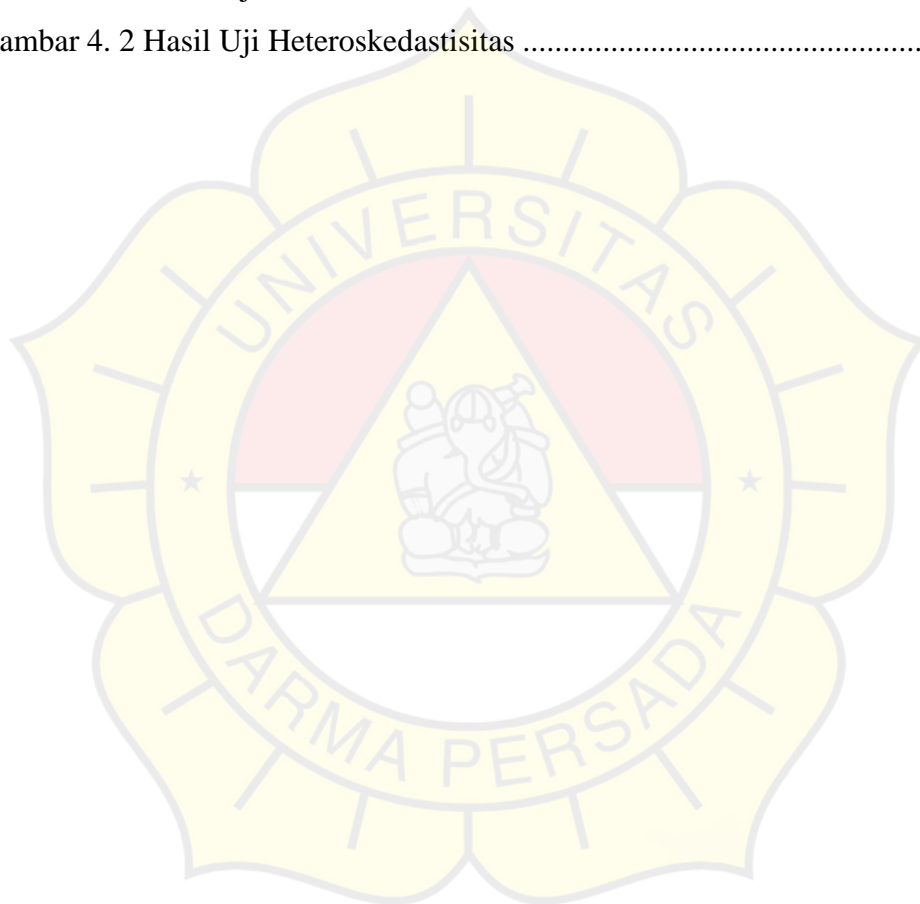 ambar 4. 2 Hasil Uji Heteroskedastisitas ..................................................
UNIVERSITAS
DARMA PERSADA